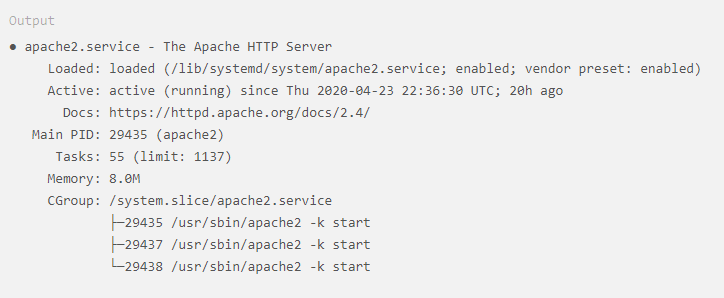 Output
● apache2.service - The Apache HTTP Server
     Loaded: loaded (/lib/systemd/system/apache2.service; enabled; vendor preset: enabled)
     Active: active (running) since Thu 2020-04-23 22:36:30 UTC; 20h ago
       Docs: https://httpd.apache.org/docs/2.4/
   Main PID: 29435 (apache2)
      Tasks: 55 (limit: 1137)
     Memory: 8.0M
     CGroup: /system.slice/apache2.service
             ├─29435 /usr/sbin/apache2 -k start
             ├─29437 /usr/sbin/apache2 -k start
             └─29438 /usr/sbin/apache2 -k start